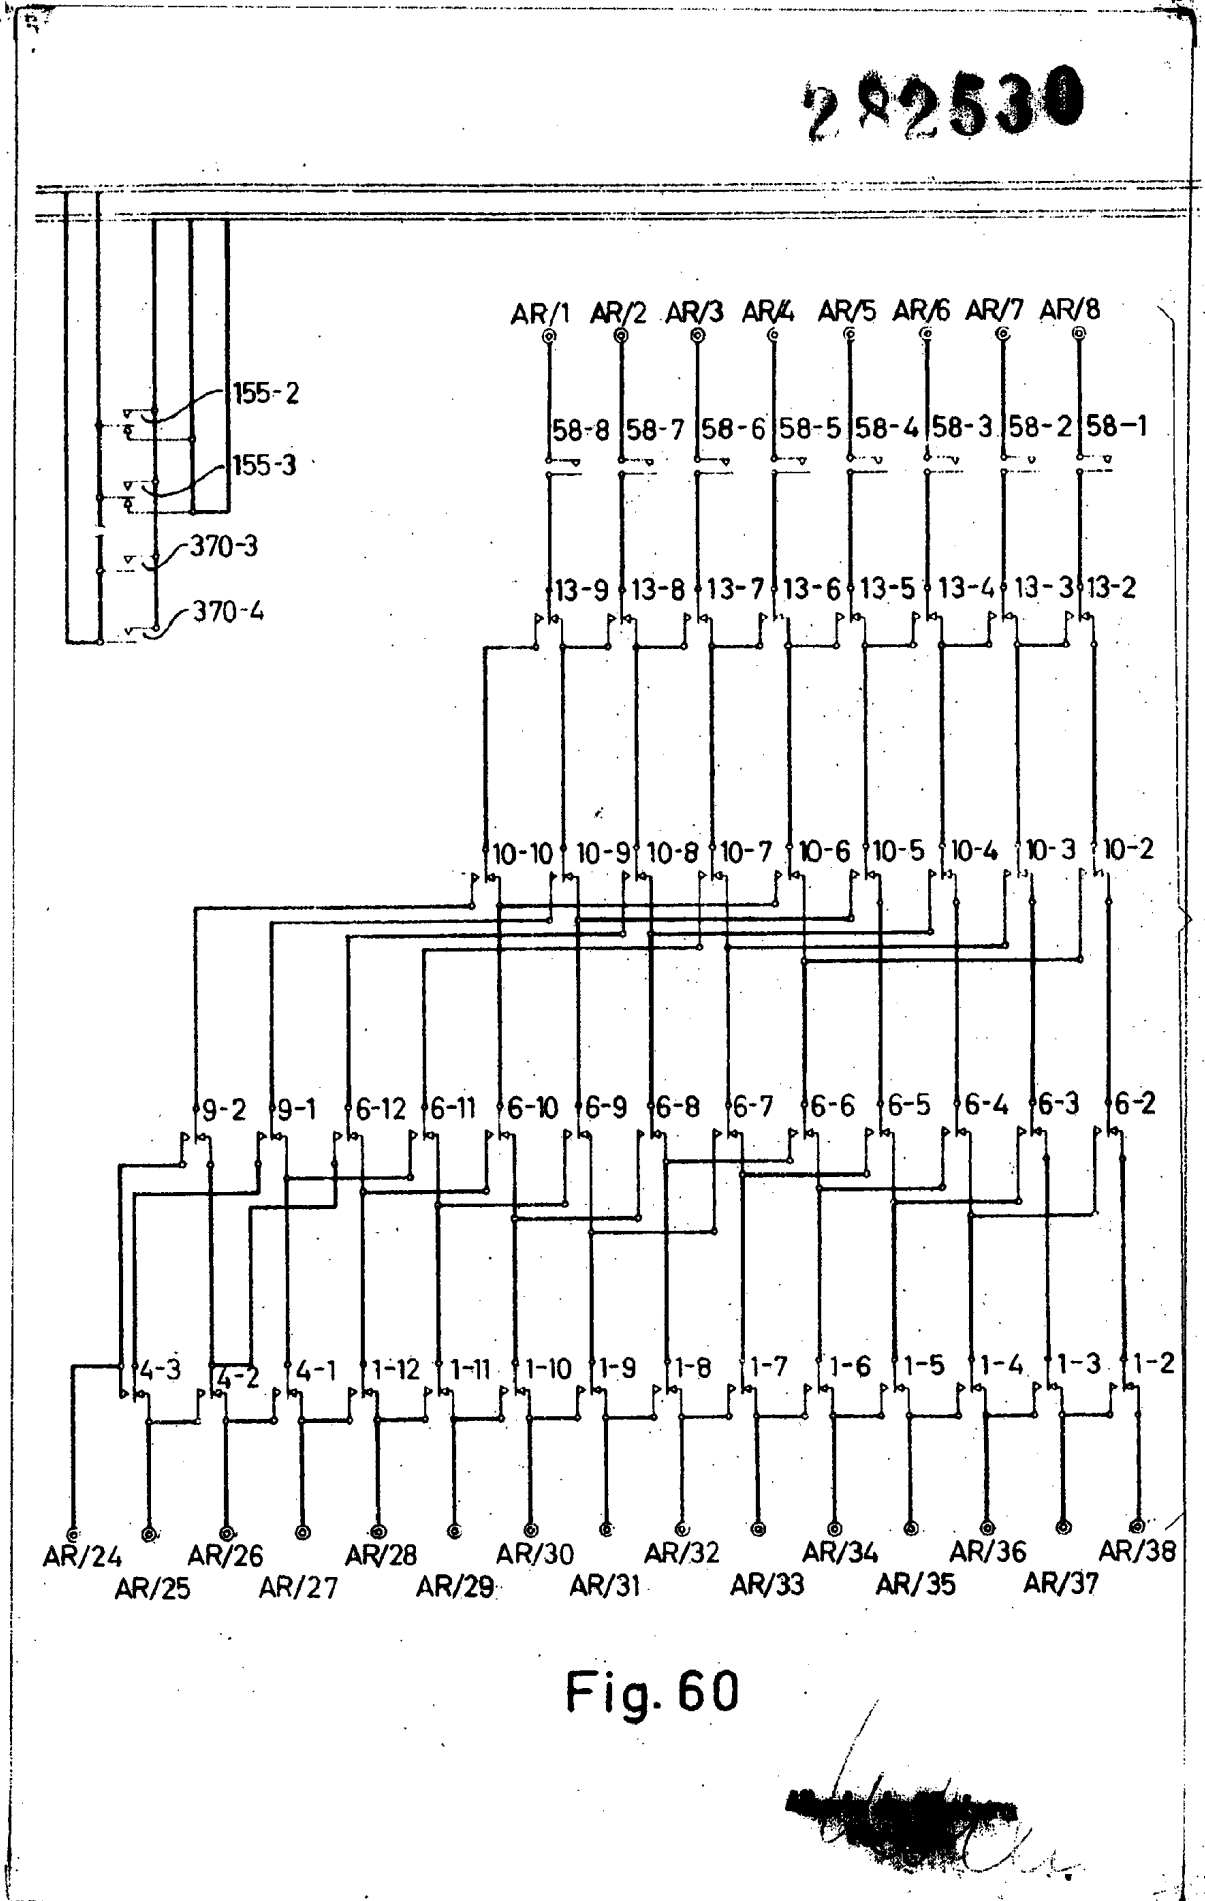 282530
AR/1 AR/2 AR/3 AR/4 AR/5 AR/6 AR/7 AR/8
155-2
58-8 58-7 58-6 58-5 58-4 58-3 58-2 58-1
155-3
370-3
370-4
13-9 13-8 13-7 13-6 13-5 13-4 13-3 13-2
10-10 10-9 10-8 10-7 10-6 10-5 10-4 10-3 10-2
9-2 9-1 6-12 6-11 6-10 6-9 6-8 6-7 6-6 6-5 6-4 6-3 6-2
4-3 4-2 4-1 1-12 1-11 1-10 1-9 1-8 1-7 1-6 1-5 1-4 1-3 1-2
AR/24 AR/26 AR/28 AR/30 AR/32 AR/34 AR/36 AR/38
AR/25 AR/27 AR/29 AR/31 AR/33 AR/35 AR/37
Fig. 60